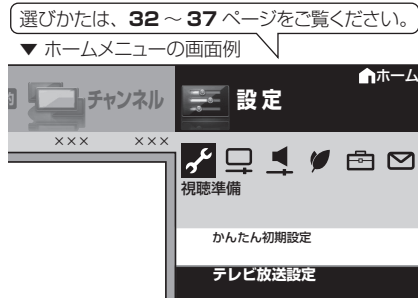 選びかたは、32 ～ 37 ページをご覧ください。
▼ ホームメニューの画面例
ホーム
チャンネル
設定
××× ×××
視聴準備
かんたん初期設定
テレビ放送設定